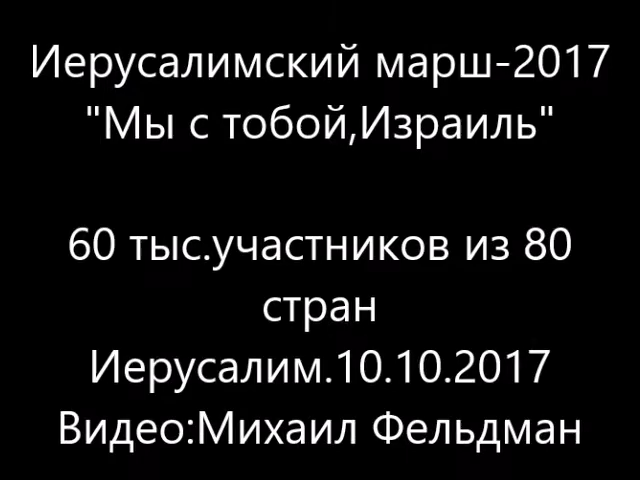 Иерусалимский марш-2017
"Мы с тобой,Израиль"
60 тыс.участников из 80
стран
Иерусалим.10.10.2017
Видео:Михаил Фельдман